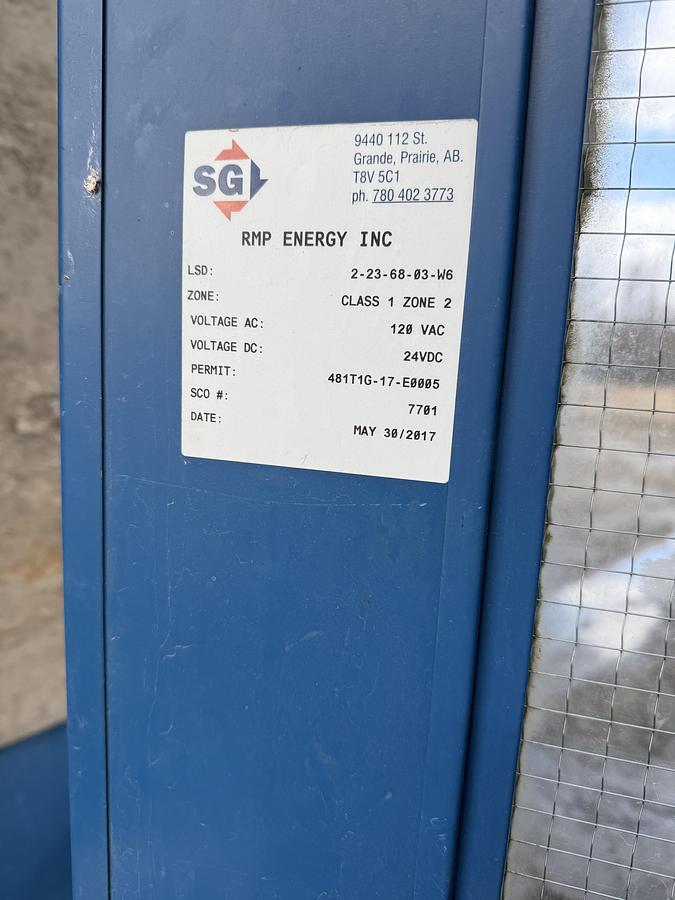 SGI
9440 112 St.
Grande, Prairie, AB.
T8V 5C1
ph. 780 402 3773
RMP ENERGY INC
LSD: 2-23-68-03-W6
ZONE: CLASS 1 ZONE 2
VOLTAGE AC: 120 VAC
VOLTAGE DC: 24VDC
PERMIT: 481T1G-17-E0005
SCO #: 7701
DATE: MAY 30/2017